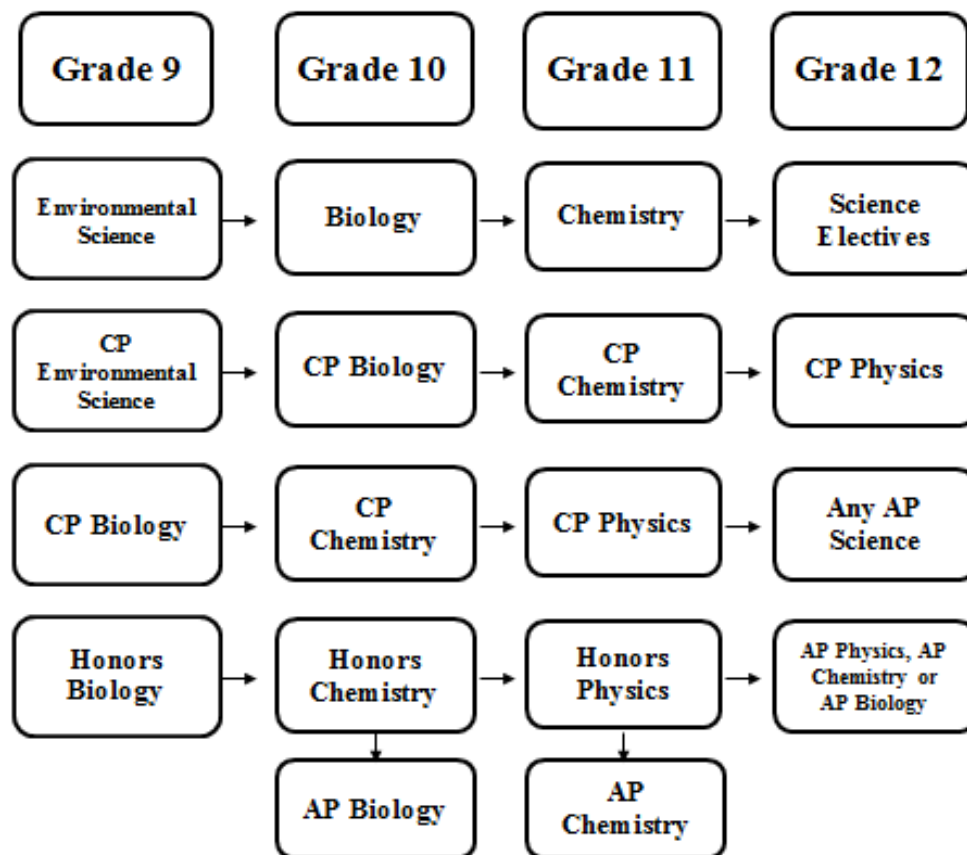 Grade 9
Grade 10
Grade 11
Grade 12
Environmental
Science
Biology
Chemistry
Science
Electives
CP
Environmental
Science
CP Biology
CP
Chemistry
CP Physics
CP Biology
CP
Chemistry
CP Physics
Any AP
Science
Honors
Biology
Honors
Chemistry
Honors
Physics
AP Physics, AP
Chemistry or
AP Biology
AP Biology
AP
Chemistry